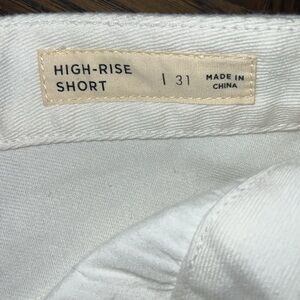 HIGH-RISE
SHORT
| 31
MADE IN
CHINA